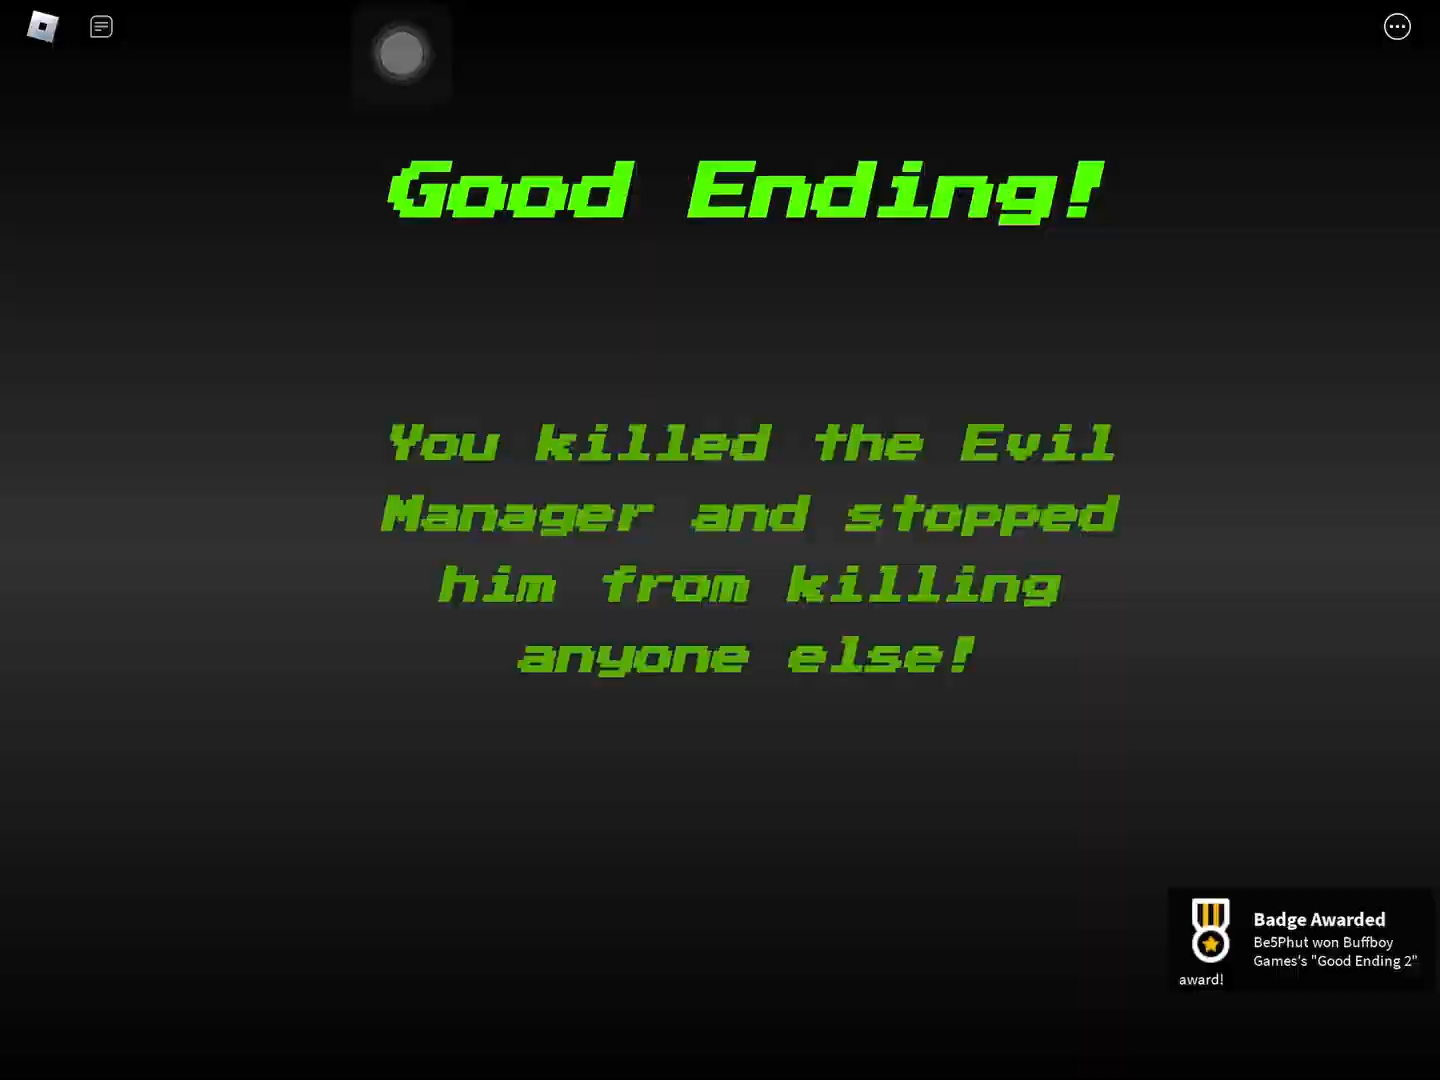 Good Ending!
You killed the Evil
Manager and stopped
him from killing
anyone else!
Badge Awarded
Be5Phut won Buffboy
Games's "Good Ending 2"
award!